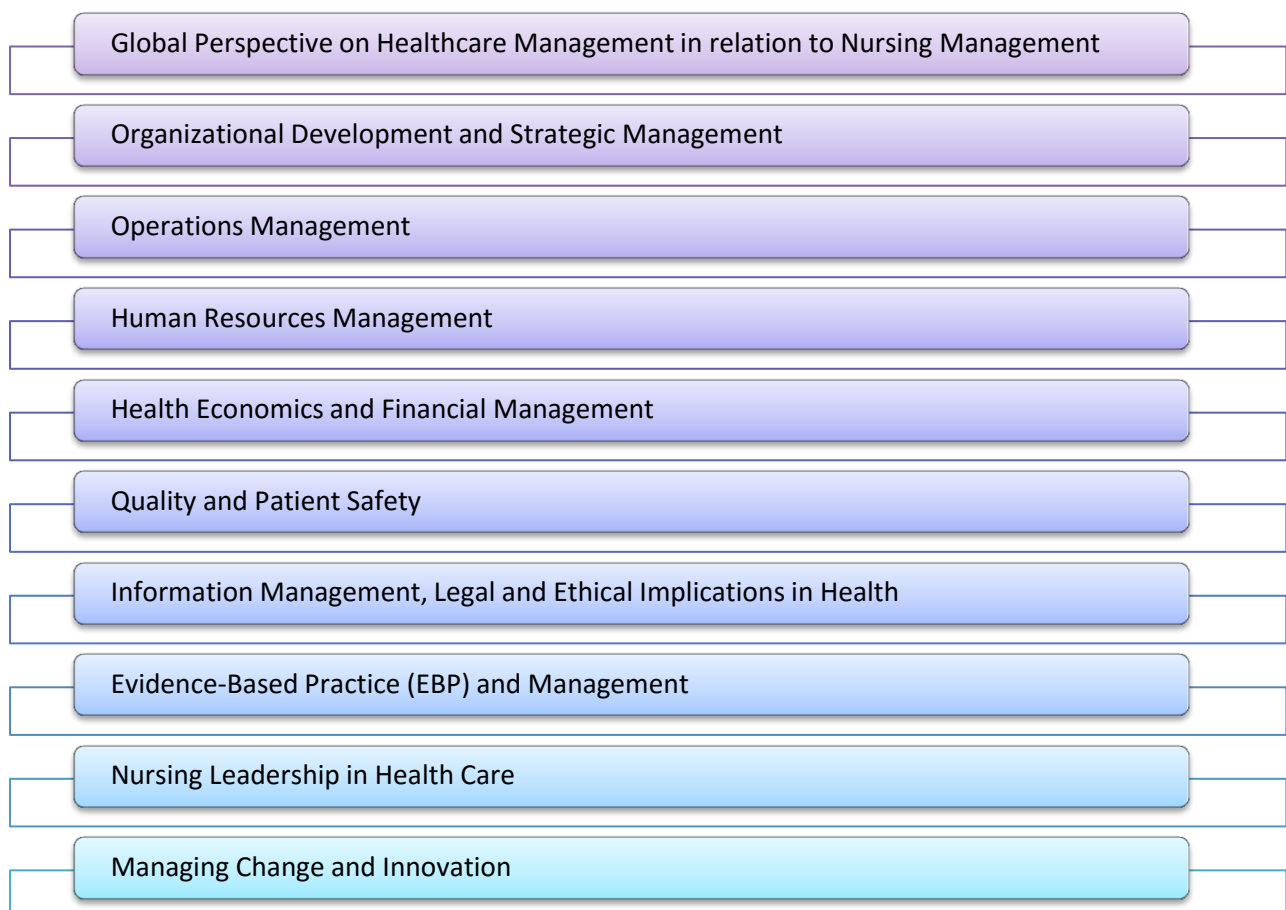 Global Perspective on Healthcare Management in relation to Nursing Management
Organizational Development and Strategic Management
Operations Management
Human Resources Management
Health Economics and Financial Management
Quality and Patient Safety
Information Management, Legal and Ethical Implications in Health
Evidence-Based Practice (EBP) and Management
Nursing Leadership in Health Care
Managing Change and Innovation